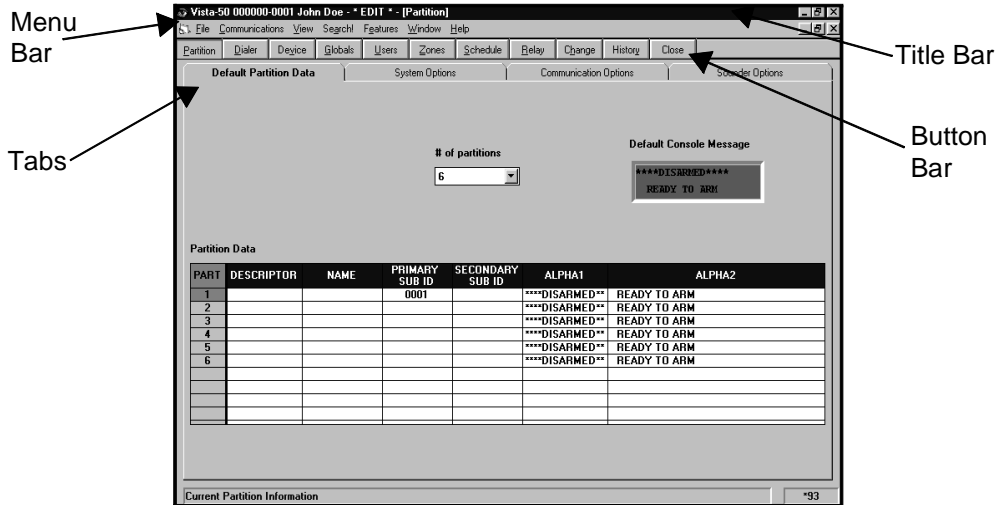 Menu Bar
Title Bar
Button Bar
Tabs
Vista-50 000000-0001 John Doe - * EDIT * - [Partition]
File Communications View Search! Features Window Help
Partition Dialer Device Globals Users Zones Schedule Relay Change History Close
Default Partition Data System Options Communication Options Sounder Options
# of partitions
6
Default Console Message
****DISARMED****
READY TO ARM
Partition Data
PART DESCRIPTOR NAME PRIMARY SUB ID SECONDARY SUB ID ALPHA1 ALPHA2
1 0001 ****DISARMED** READY TO ARM
2 ****DISARMED** READY TO ARM
3 ****DISARMED** READY TO ARM
4 ****DISARMED** READY TO ARM
5 ****DISARMED** READY TO ARM
6 ****DISARMED** READY TO ARM
Current Partition Information *93